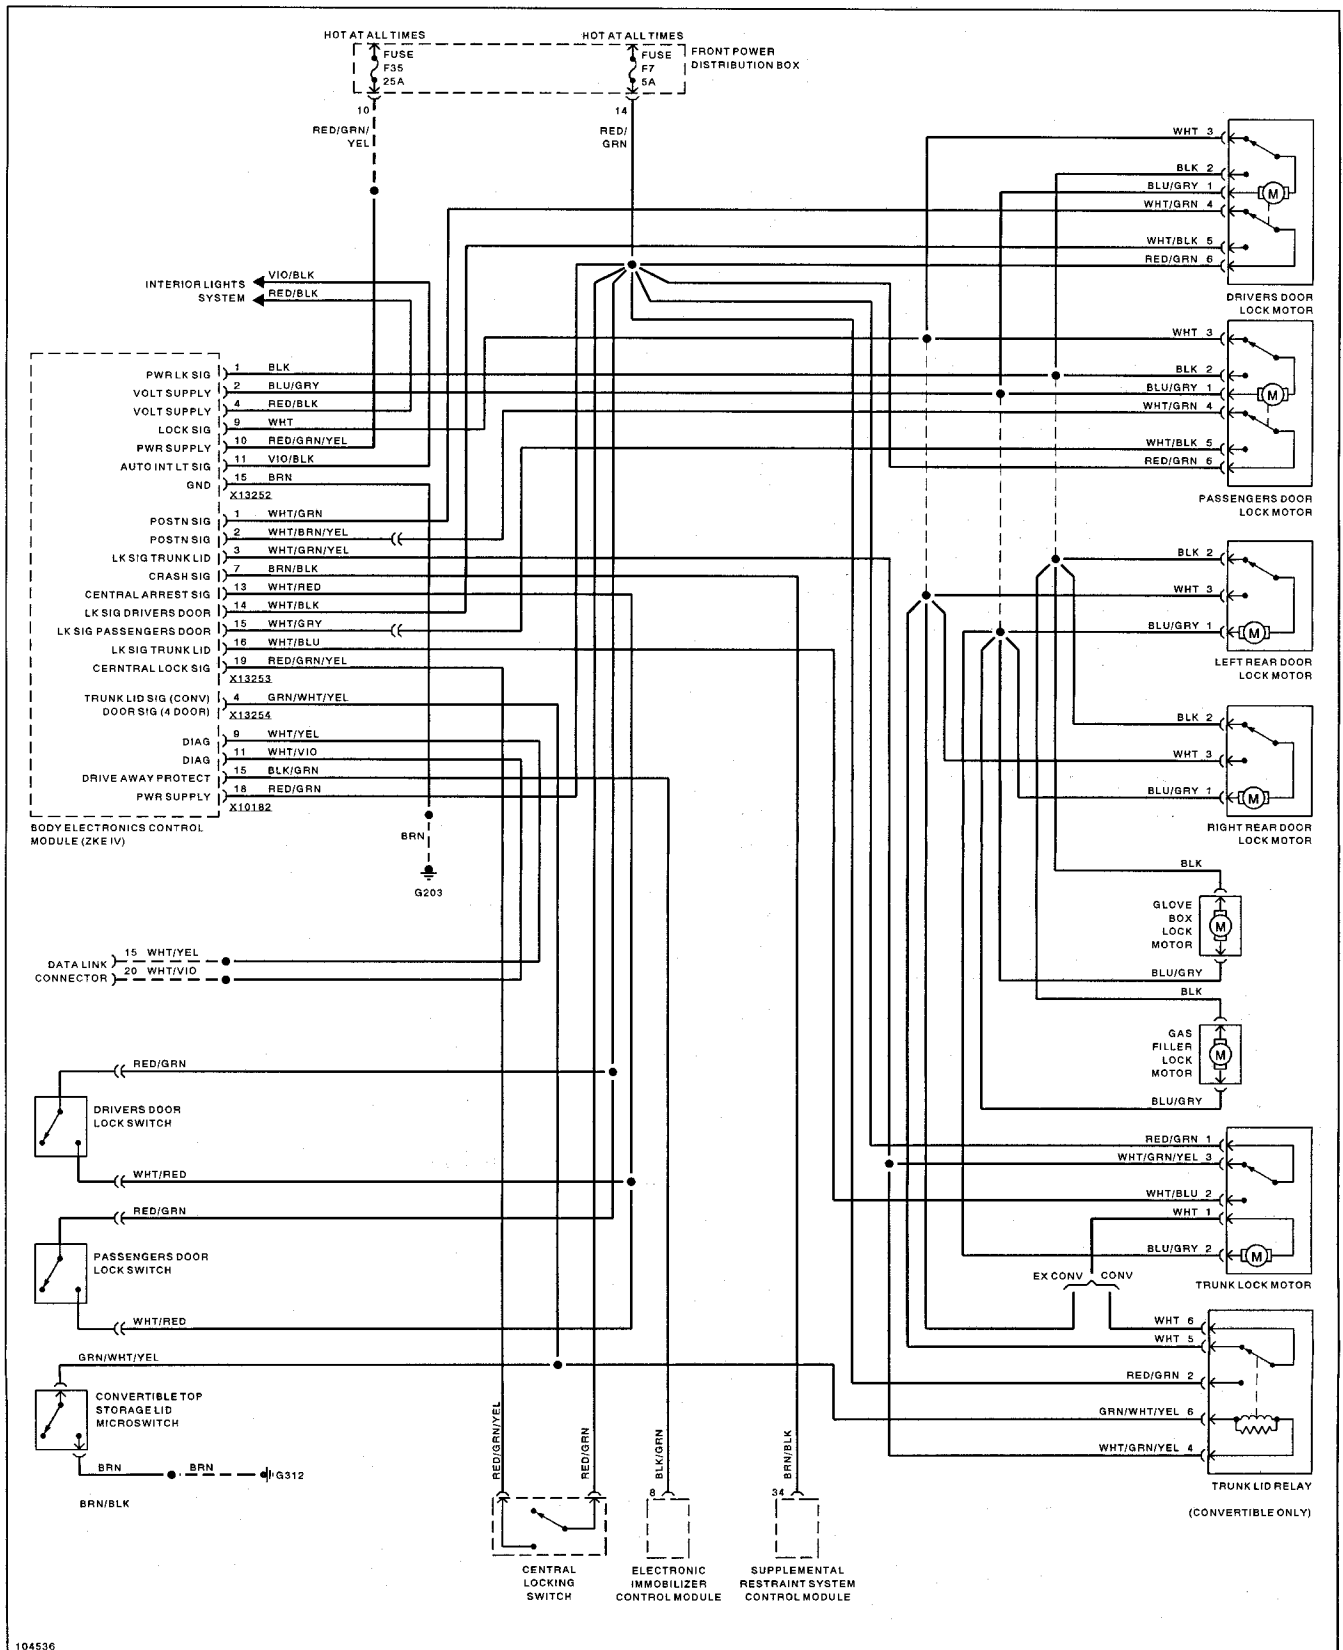 HOT AT ALL TIMES
HOT AT ALL TIMES
FUSE
F35
25A
FUSE
F7
5A
FRONT POWER
DISTRIBUTION BOX
10
RED/GRN/
YEL
14
RED/
GRN
WHT 3
BLK 2
BLU/GRY 1
M
WHT/GRN 4
WHT/BLK 5
RED/GRN 6
DRIVERS DOOR
LOCK MOTOR
INTERIOR LIGHTS
SYSTEM
VIO/BLK
RED/BLK
WHT 3
BLK 2
BLU/GRY 1
M
WHT/GRN 4
WHT/BLK 5
RED/GRN 6
PASSENGERS DOOR
LOCK MOTOR
PWR LK SIG 1 BLK
VOLT SUPPLY 2 BLU/GRY
VOLT SUPPLY 4 RED/BLK
LOCK SIG 9 WHT
PWR SUPPLY 10 RED/GRN/YEL
AUTO INT LT SIG 11 VIO/BLK
GND 15 BRN
X13252
POSTN SIG 1 WHT/GRN
POSTN SIG 2 WHT/BRN/YEL
LK SIG TRUNK LID 3 WHT/GRN/YEL
CRASH SIG 7 BRN/BLK
CENTRAL ARREST SIG 13 WHT/RED
LK SIG DRIVERS DOOR 14 WHT/BLK
LK SIG PASSENGERS DOOR 15 WHT/GRY
LK SIG TRUNK LID 16 WHT/BLU
CERNTRAL LOCK SIG 19 RED/GRN/YEL
X13253
TRUNK LID SIG (CONV) 4 GRN/WHT/YEL
DOOR SIG (4 DOOR)
X13254
DIAG 9 WHT/YEL
DIAG 11 WHT/VIO
DRIVE AWAY PROTECT 15 BLK/GRN
PWR SUPPLY 18 RED/GRN
X10182
BODY ELECTRONICS CONTROL
MODULE (ZKE IV)
BRN
G203
BLK 2
WHT 3
BLU/GRY 1
M
LEFT REAR DOOR
LOCK MOTOR
BLK 2
WHT 3
BLU/GRY 1
M
RIGHT REAR DOOR
LOCK MOTOR
BLK
GLOVE
BOX
LOCK
MOTOR
M
BLU/GRY
BLK
GAS
FILLER
LOCK
MOTOR
M
BLU/GRY
DATA LINK
CONNECTOR
15 WHT/YEL
20 WHT/VIO
RED/GRN
DRIVERS DOOR
LOCK SWITCH
WHT/RED
RED/GRN
PASSENGERS DOOR
LOCK SWITCH
WHT/RED
GRN/WHT/YEL
CONVERTIBLE TOP
STORAGE LID
MICROSWITCH
BRN
BRN
G312
BRN/BLK
RED/GRN 1
WHT/GRN/YEL 3
WHT/BLU 2
WHT 1
BLU/GRY 2
M
TRUNK LOCK MOTOR
EX CONV
CONV
WHT 6
WHT 5
RED/GRN 2
GRN/WHT/YEL 6
WHT/GRN/YEL 4
TRUNK LID RELAY
(CONVERTIBLE ONLY)
RED/GRN/YEL
RED/GRN
BLK/GRN
BRN/BLK
8
34
CENTRAL
LOCKING
SWITCH
ELECTRONIC
IMMOBILIZER
CONTROL MODULE
SUPPLEMENTAL
RESTRAINT SYSTEM
CONTROL MODULE
104536